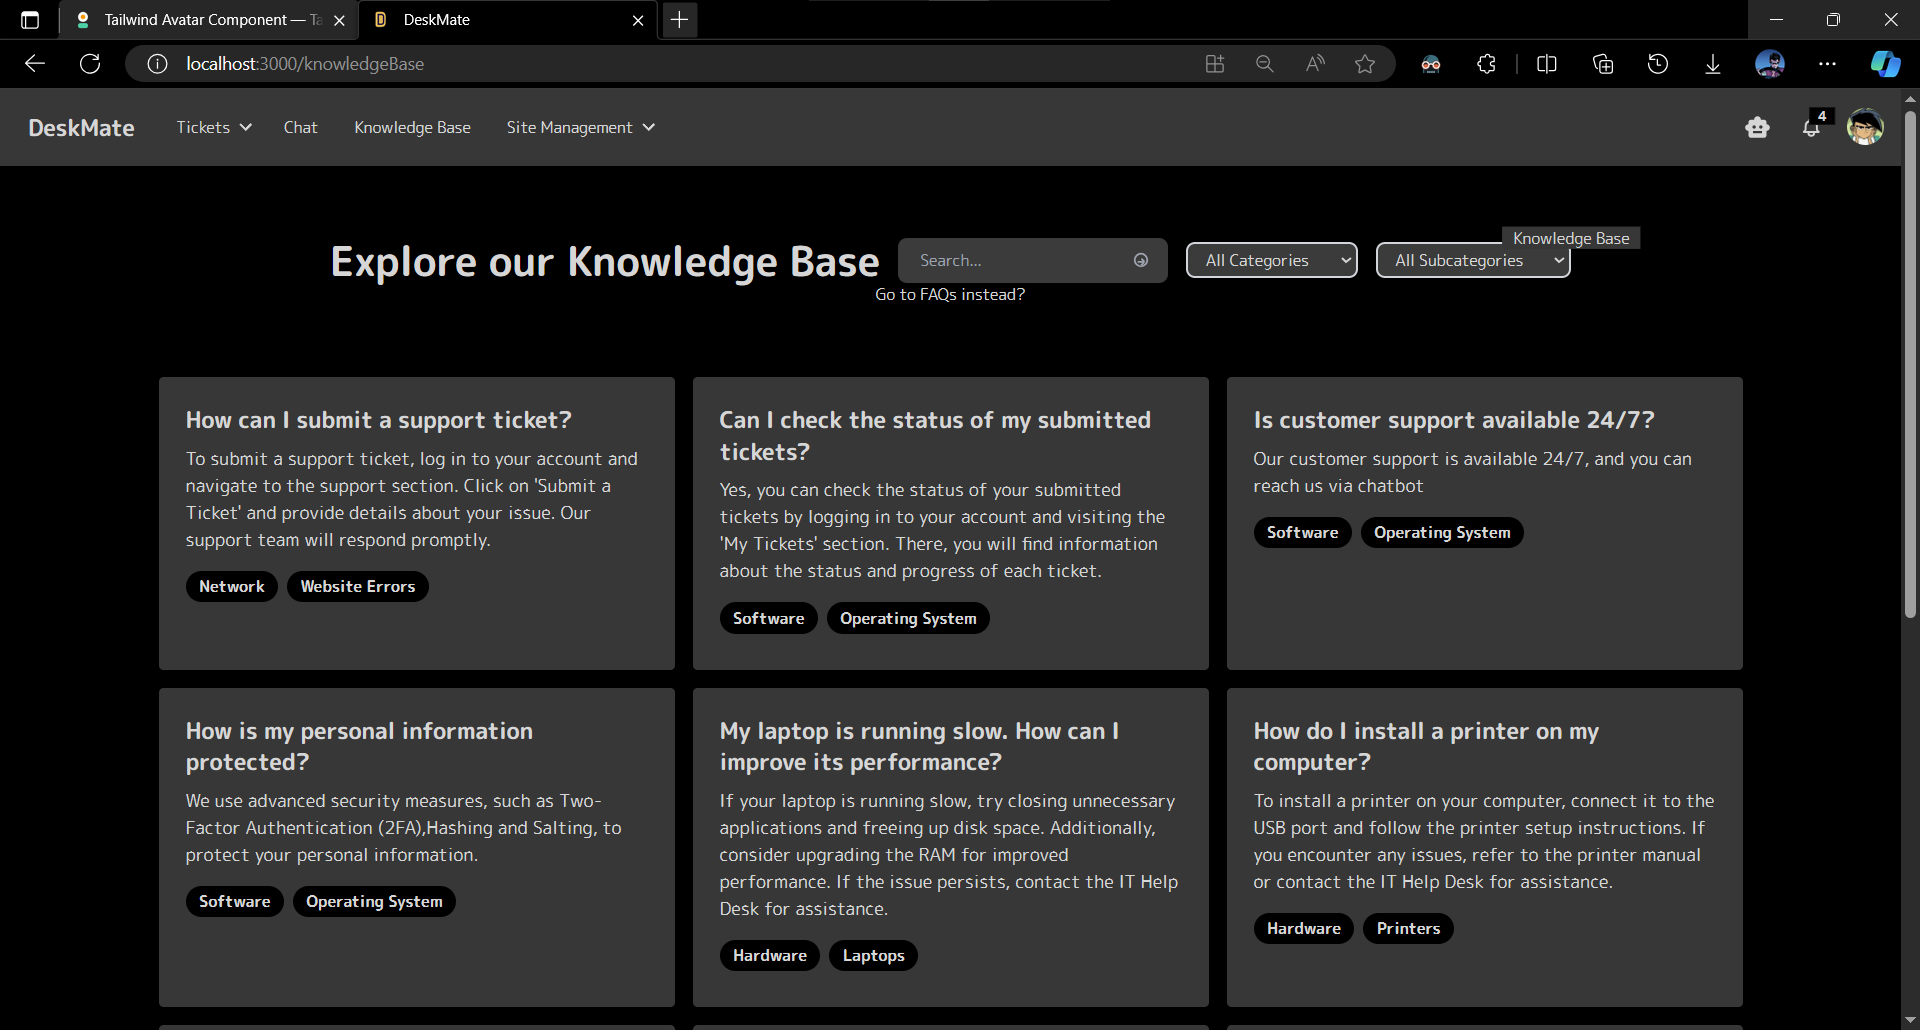 Tailwind Avatar Component — Ta
DeskMate
localhost:3000/knowledgeBase
DeskMate
Tickets
Chat
Knowledge Base
Site Management
4
Knowledge Base
Explore our Knowledge Base
Search...
All Categories
All Subcategories
Go to FAQs instead?
How can I submit a support ticket?
To submit a support ticket, log in to your account and
navigate to the support section. Click on 'Submit a
Ticket' and provide details about your issue. Our
support team will respond promptly.
Network
Website Errors
Can I check the status of my submitted
tickets?
Yes, you can check the status of your submitted
tickets by logging in to your account and visiting the
'My Tickets' section. There, you will find information
about the status and progress of each ticket.
Software
Operating System
Is customer support available 24/7?
Our customer support is available 24/7, and you can
reach us via chatbot
Software
Operating System
How is my personal information
protected?
We use advanced security measures, such as Two-
Factor Authentication (2FA),Hashing and Salting, to
protect your personal information.
Software
Operating System
My laptop is running slow. How can I
improve its performance?
If your laptop is running slow, try closing unnecessary
applications and freeing up disk space. Additionally,
consider upgrading the RAM for improved
performance. If the issue persists, contact the IT Help
Desk for assistance.
Hardware
Laptops
How do I install a printer on my
computer?
To install a printer on your computer, connect it to the
USB port and follow the printer setup instructions. If
you encounter any issues, refer to the printer manual
or contact the IT Help Desk for assistance.
Hardware
Printers